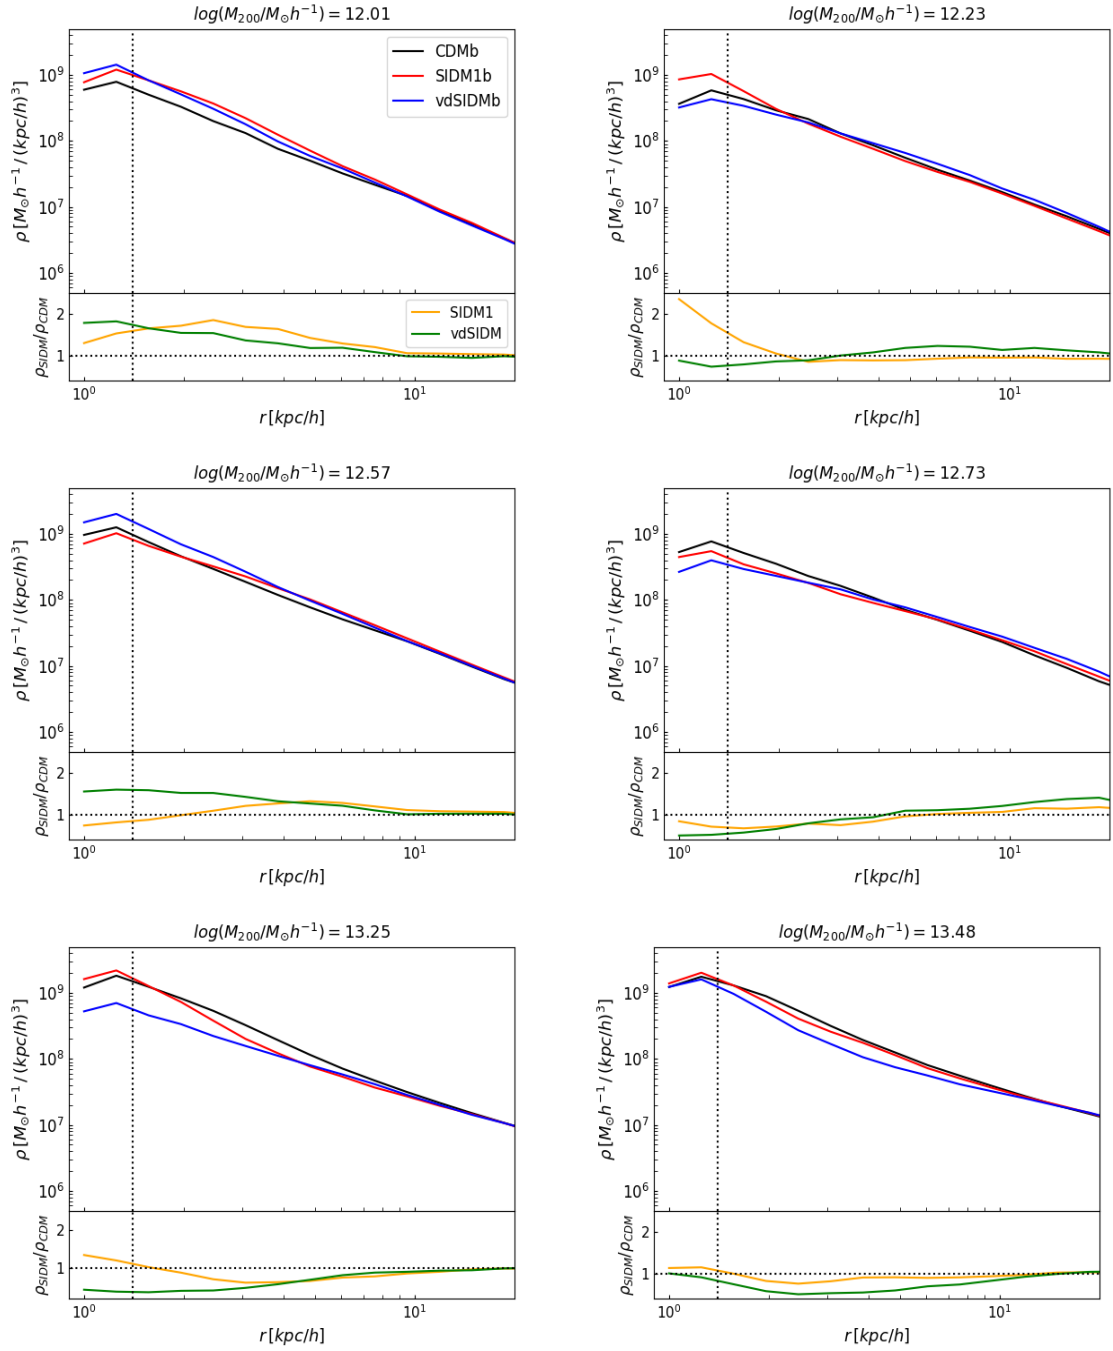 log(M₂₀₀/M⊙h⁻¹) = 12.01
ρ [M⊙h⁻¹ / (kpc/h)³]
10⁹
10⁸
10⁷
10⁶
CDMb
SIDM1b
vdSIDMb
ρSIDM/ρCDM
2
1
SIDM1
vdSIDM
10⁰ 10¹
r [kpc/h]
log(M₂₀₀/M⊙h⁻¹) = 12.23
ρ [M⊙h⁻¹ / (kpc/h)³]
10⁹
10⁸
10⁷
10⁶
ρSIDM/ρCDM
2
1
10⁰ 10¹
r [kpc/h]
log(M₂₀₀/M⊙h⁻¹) = 12.57
ρ [M⊙h⁻¹ / (kpc/h)³]
10⁹
10⁸
10⁷
10⁶
ρSIDM/ρCDM
2
1
10⁰ 10¹
r [kpc/h]
log(M₂₀₀/M⊙h⁻¹) = 12.73
ρ [M⊙h⁻¹ / (kpc/h)³]
10⁹
10⁸
10⁷
10⁶
ρSIDM/ρCDM
2
1
10⁰ 10¹
r [kpc/h]
log(M₂₀₀/M⊙h⁻¹) = 13.25
ρ [M⊙h⁻¹ / (kpc/h)³]
10⁹
10⁸
10⁷
10⁶
ρSIDM/ρCDM
2
1
10⁰ 10¹
r [kpc/h]
log(M₂₀₀/M⊙h⁻¹) = 13.48
ρ [M⊙h⁻¹ / (kpc/h)³]
10⁹
10⁸
10⁷
10⁶
ρSIDM/ρCDM
2
1
10⁰ 10¹
r [kpc/h]